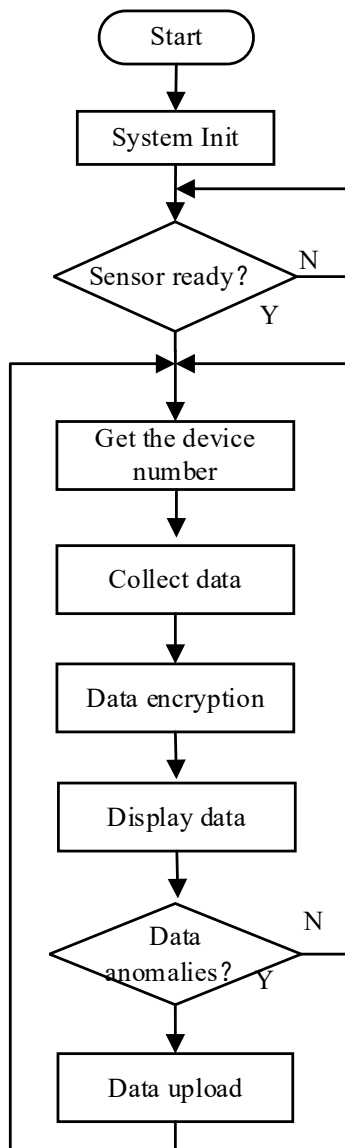 Start
System Init
Sensor ready?
N
Y
Get the device
number
Collect data
Data encryption
Display data
Data
anomalies?
N
Y
Data upload